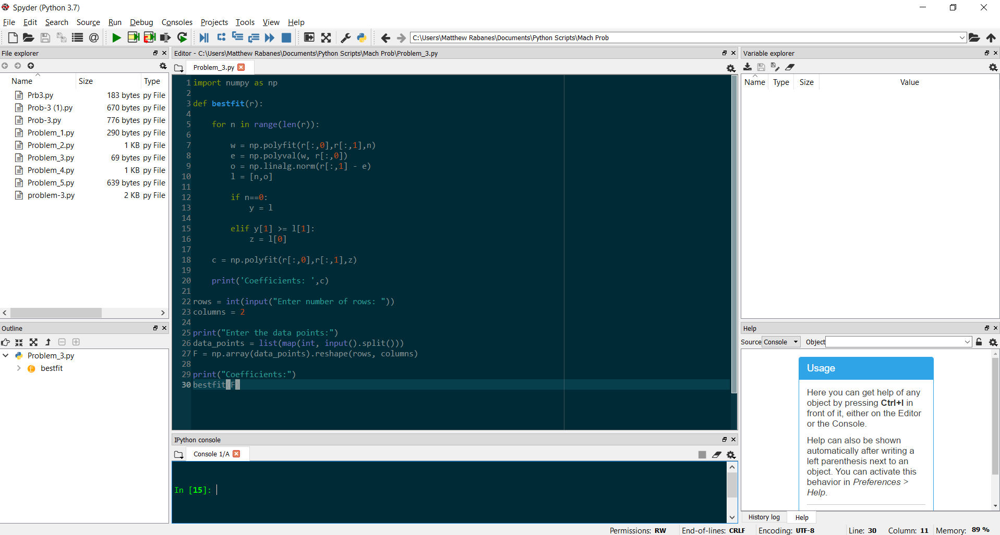 Spyder (Python 3.7)
File Edit Search Source Run Debug Consoles Projects Tools View Help
C:\Users\Matthew Rabanes\Documents\Python Scripts\Mach Prob
File explorer
Name Size Type
Prb3.py 183 bytes py File
Prob-3 (1).py 670 bytes py File
Prob-3.py 776 bytes py File
Problem_1.py 290 bytes py File
Problem_2.py 1 KB py File
Problem_3.py 69 bytes py File
Problem_4.py 1 KB py File
Problem_5.py 639 bytes py File
problem-3.py 2 KB py File
Outline
Problem_3.py
bestfit
Editor - C:\Users\Matthew Rabanes\Documents\Python Scripts\Mach Prob\Problem_3.py
Problem_3.py
1 import numpy as np
2
3 def bestfit(r):
4
5     for n in range(len(r)):
6
7         w = np.polyfit(r[:,0],r[:,1],n)
8         e = np.polyval(w, r[:,0])
9         o = np.linalg.norm(r[:,1] - e)
10         l = [n,o]
11
12         if n==0:
13             y = l
14
15         elif y[1] >= l[1]:
16             z = l[0]
17
18     c = np.polyfit(r[:,0],r[:,1],z)
19
20     print('Coefficients: ',c)
21
22 rows = int(input("Enter number of rows: "))
23 columns = 2
24
25 print("Enter the data points:")
26 data_points = list(map(int, input().split()))
27 F = np.array(data_points).reshape(rows, columns)
28
29 print("Coefficients:")
30 bestfit(F)
IPython console
Console 1/A
In [15]:
Variable explorer
Name Type Size Value
Help
Source Console Object
Usage
Here you can get help of any
object by pressing Ctrl+I in
front of it, either on the Editor
or the Console.
Help can also be shown
automatically after writing a
left parenthesis next to an
object. You can activate this
behavior in Preferences >
Help.
History log Help
Permissions: RW End-of-lines: CRLF Encoding: UTF-8 Line: 30 Column: 11 Memory: 89 %